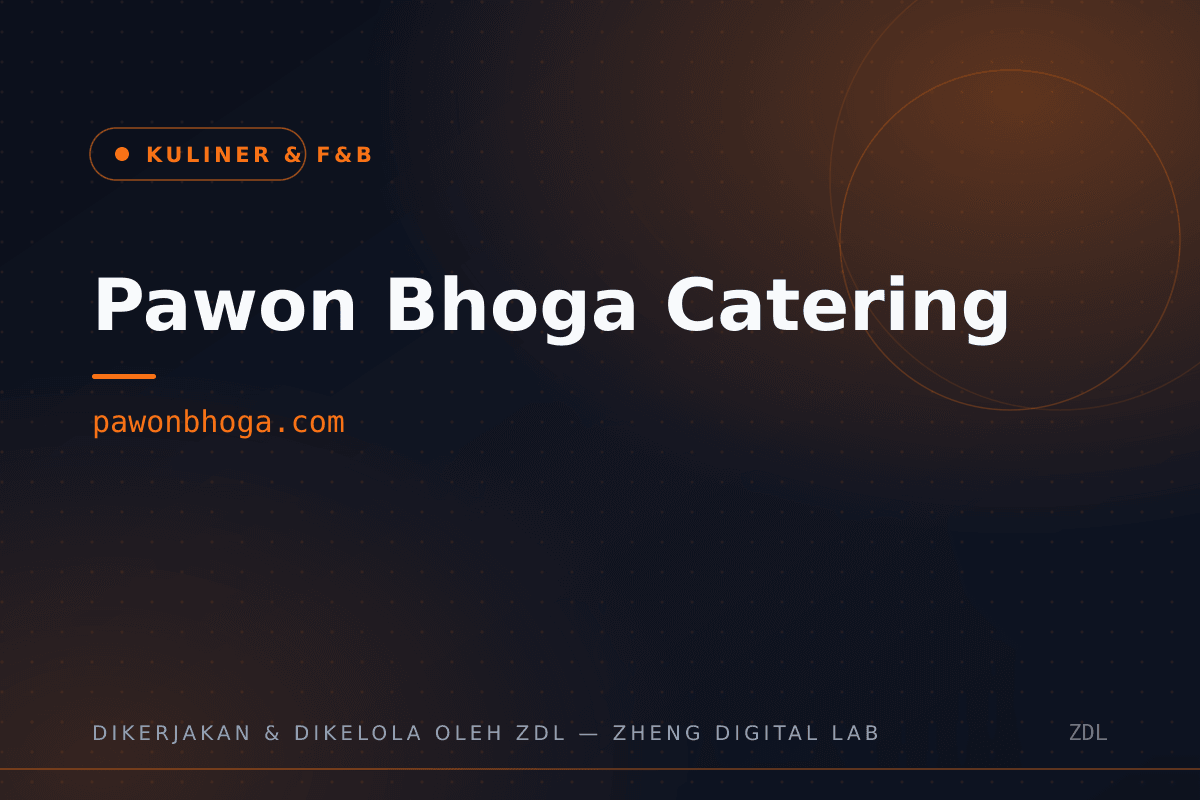 KULINER & F&B
Pawon Bhoga Catering
pawonbhoga.com
DIKERJAKAN & DIKELOLA OLEH ZDL — ZHENG DIGITAL LAB
ZDL